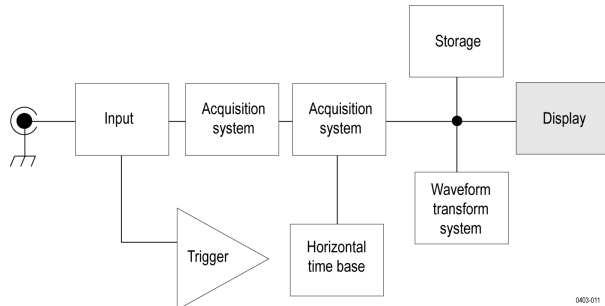 Storage
Input
Acquisition
system
Acquisition
system
Display
Trigger
Horizontal
time base
Waveform
transform
system
0403-011